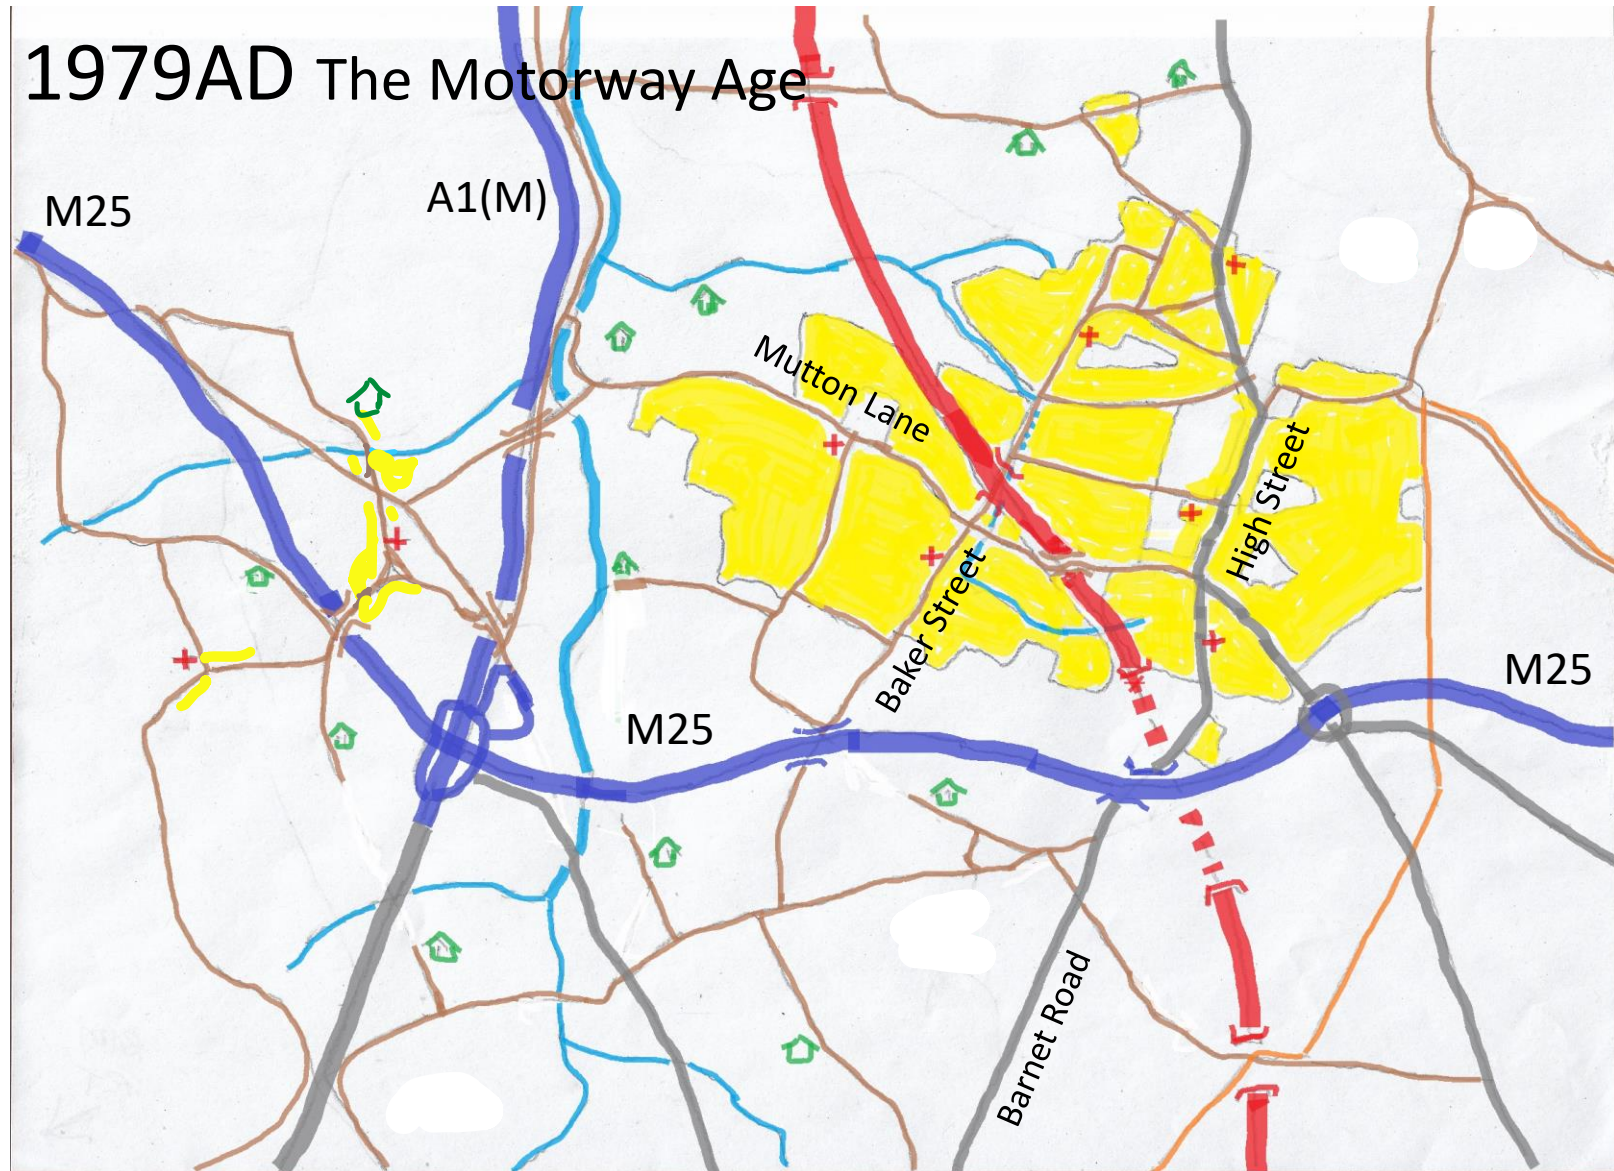 1979AD The Motorway Age
M25
A1(M)
Mutton Lane
High Street
Baker Street
M25
M25
Barnet Road